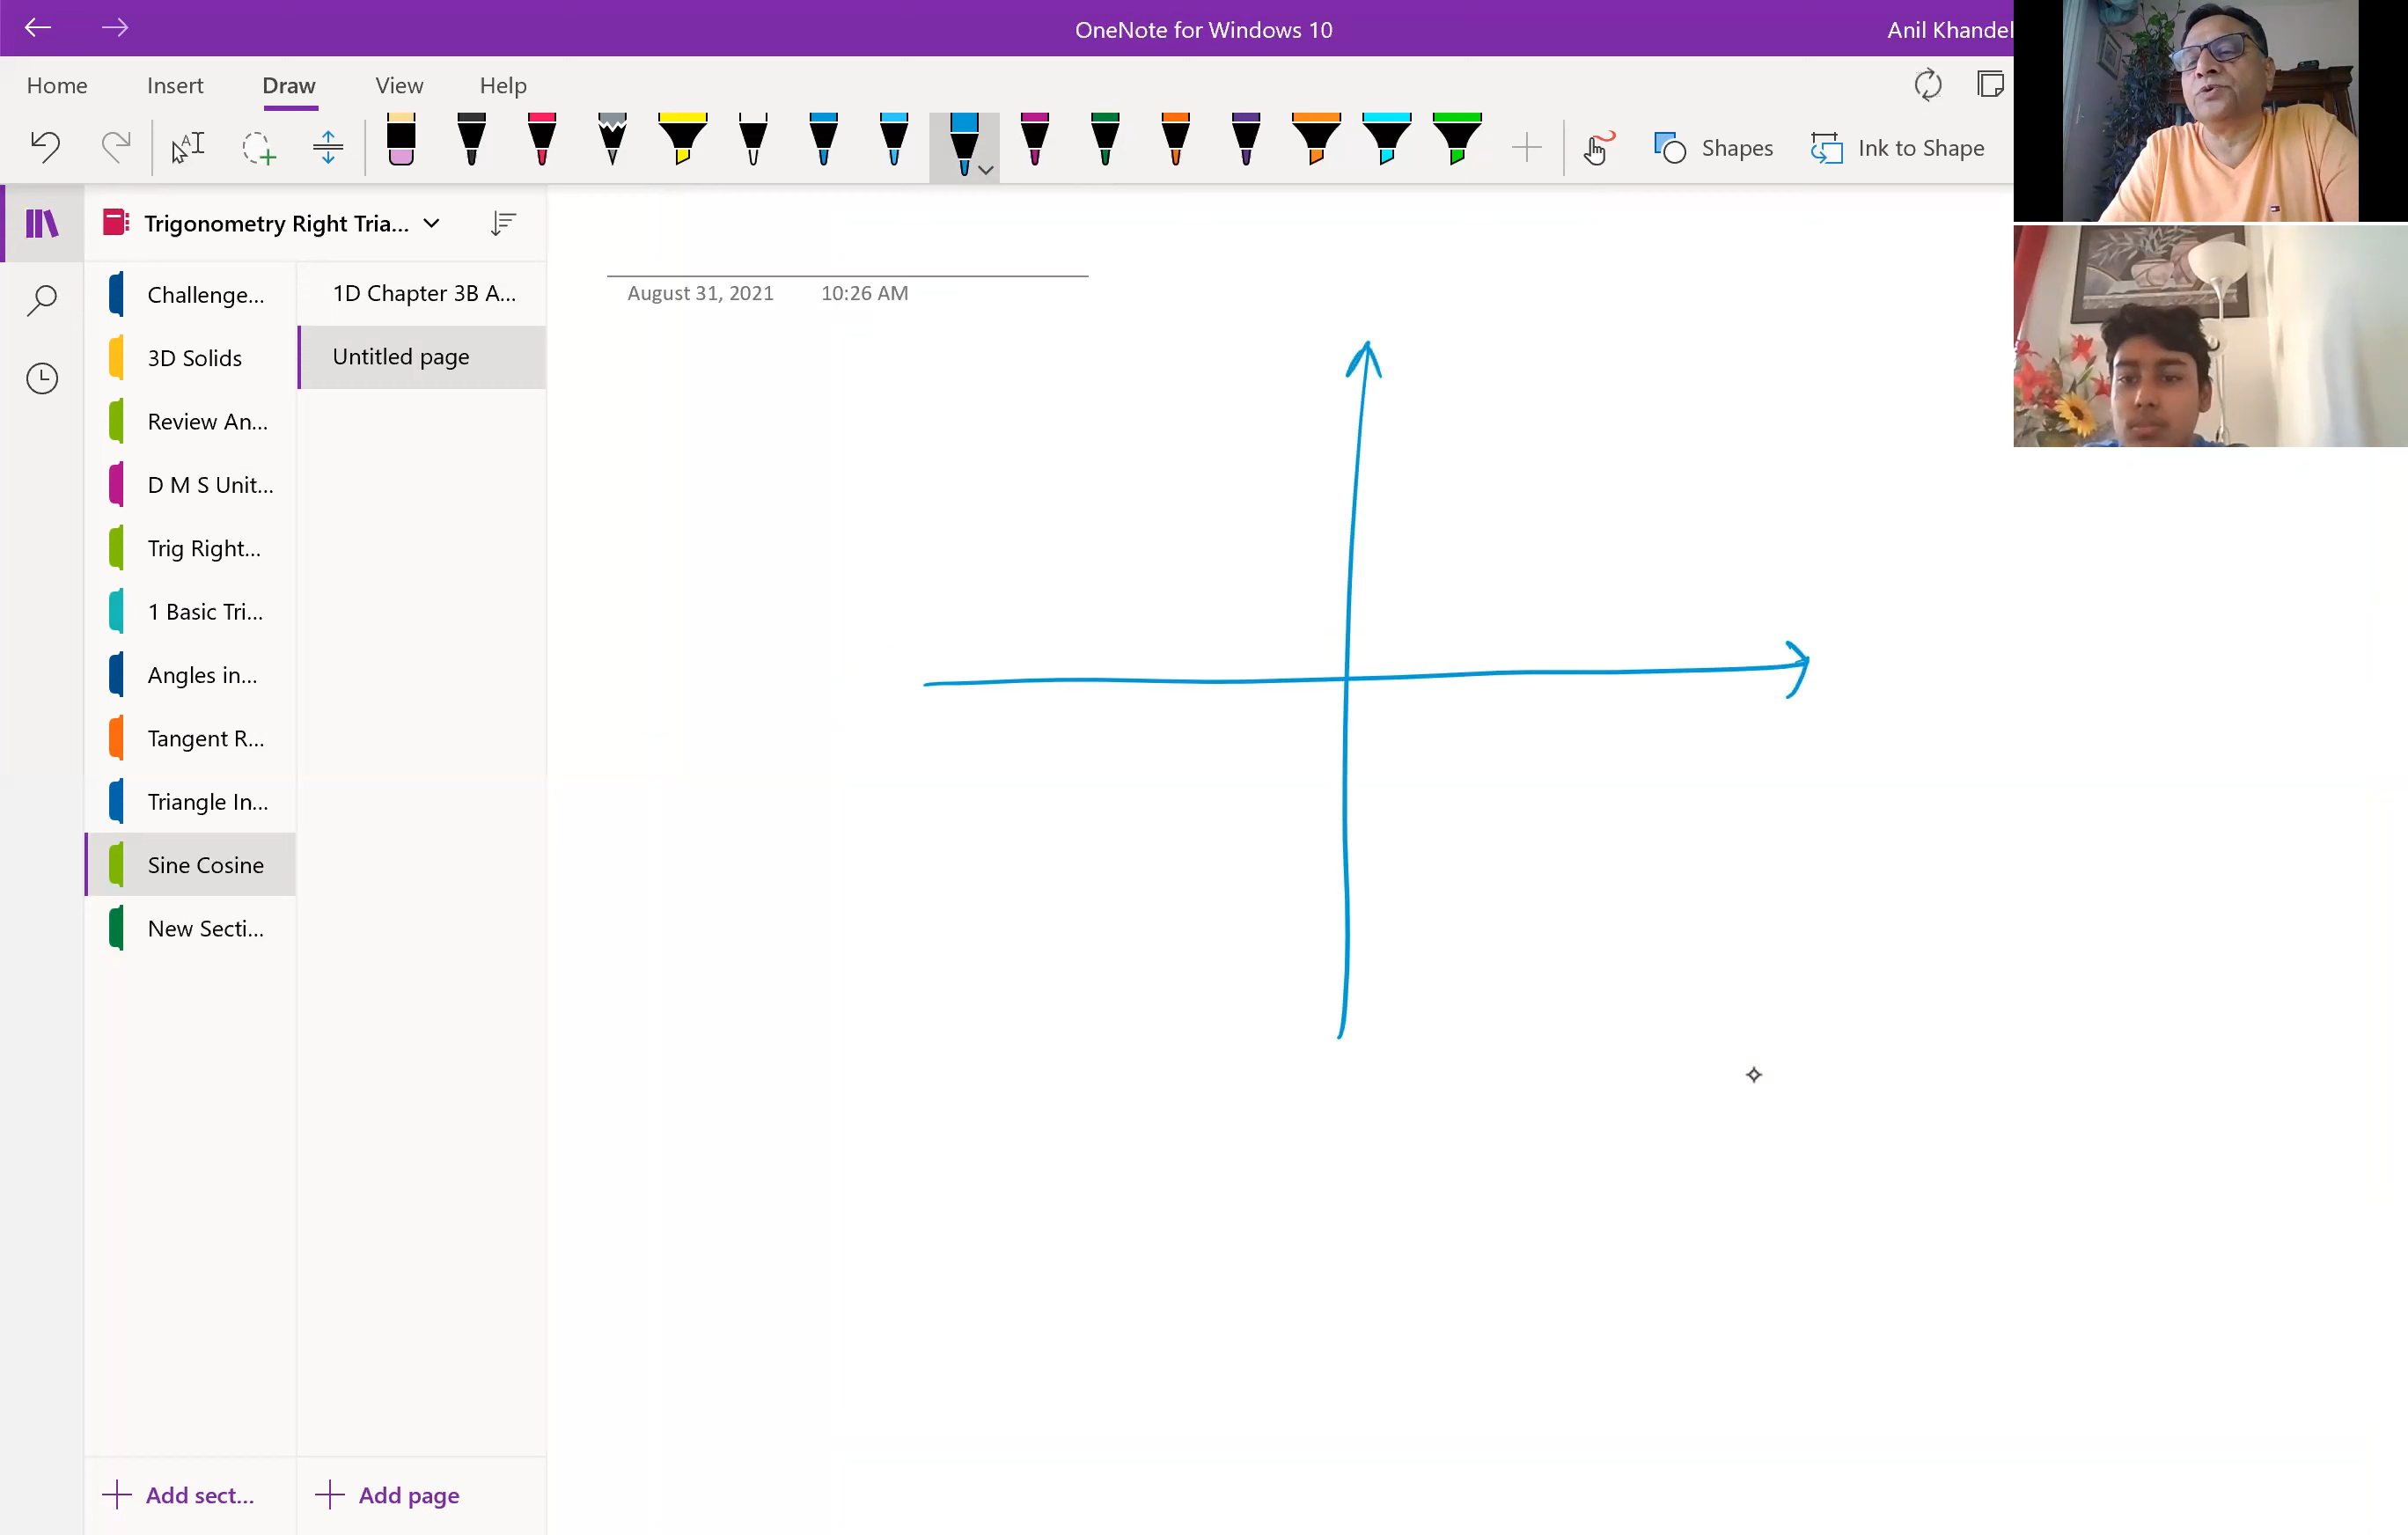 OneNote for Windows 10
Anil Khandel
Home Insert Draw View Help
Shapes Ink to Shape
Trigonometry Right Tria...
Challenge...
3D Solids
Review An...
D M S Unit...
Trig Right...
1 Basic Tri...
Angles in...
Tangent R...
Triangle In...
Sine Cosine
New Secti...
Add sect...
1D Chapter 3B A...
Untitled page
Add page
August 31, 2021 10:26 AM